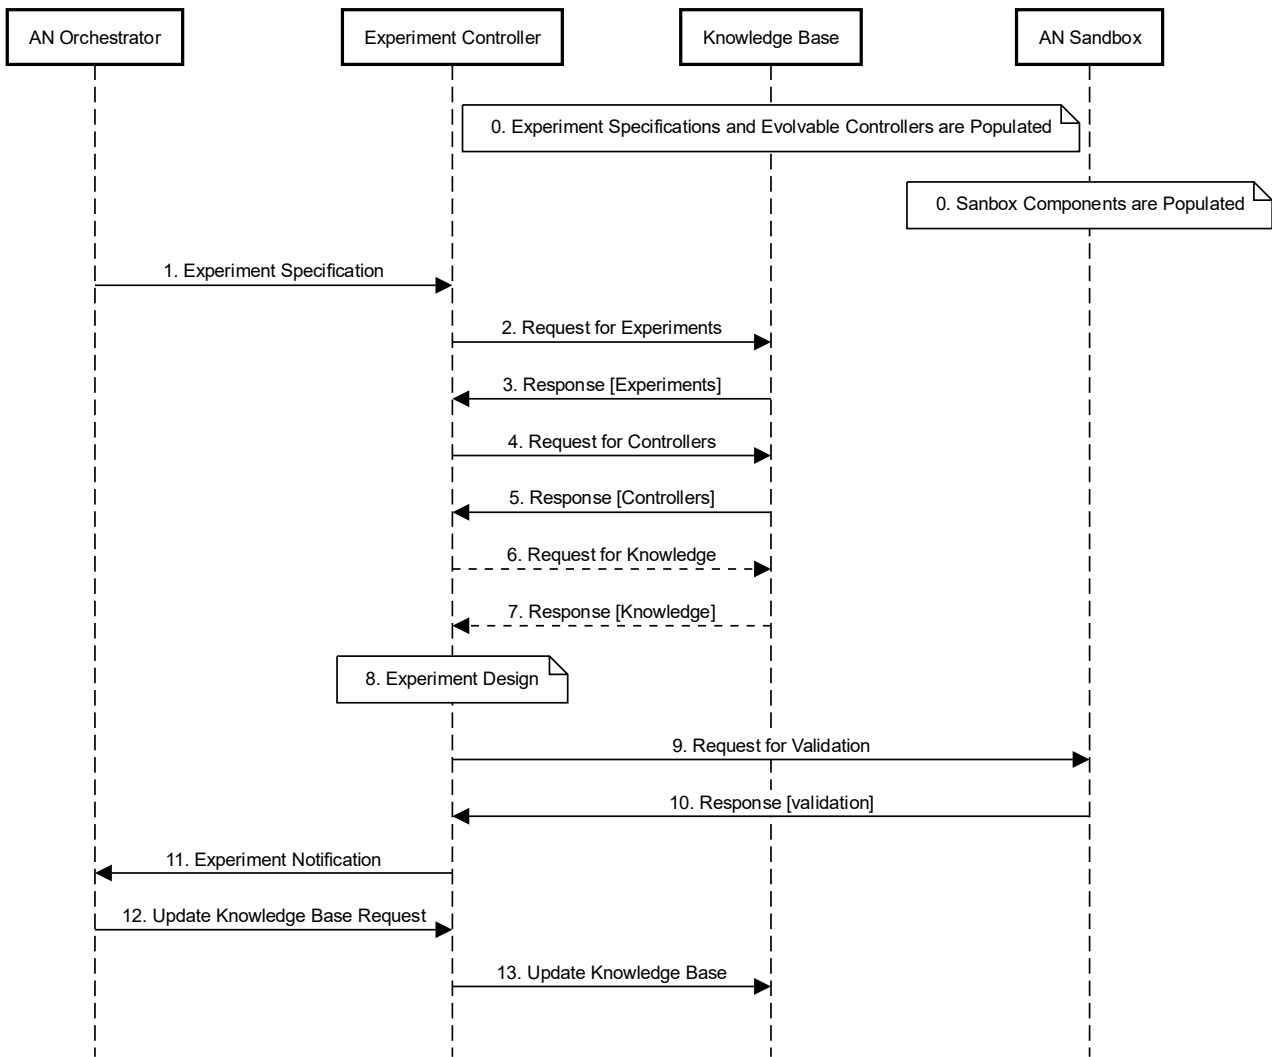 AN Orchestrator
Experiment Controller
Knowledge Base
AN Sandbox
0. Experiment Specifications and Evolvable Controllers are Populated
0. Sanbox Components are Populated
1. Experiment Specification
2. Request for Experiments
3. Response [Experiments]
4. Request for Controllers
5. Response [Controllers]
6. Request for Knowledge
7. Response [Knowledge]
8. Experiment Design
9. Request for Validation
10. Response [validation]
11. Experiment Notification
12. Update Knowledge Base Request
13. Update Knowledge Base